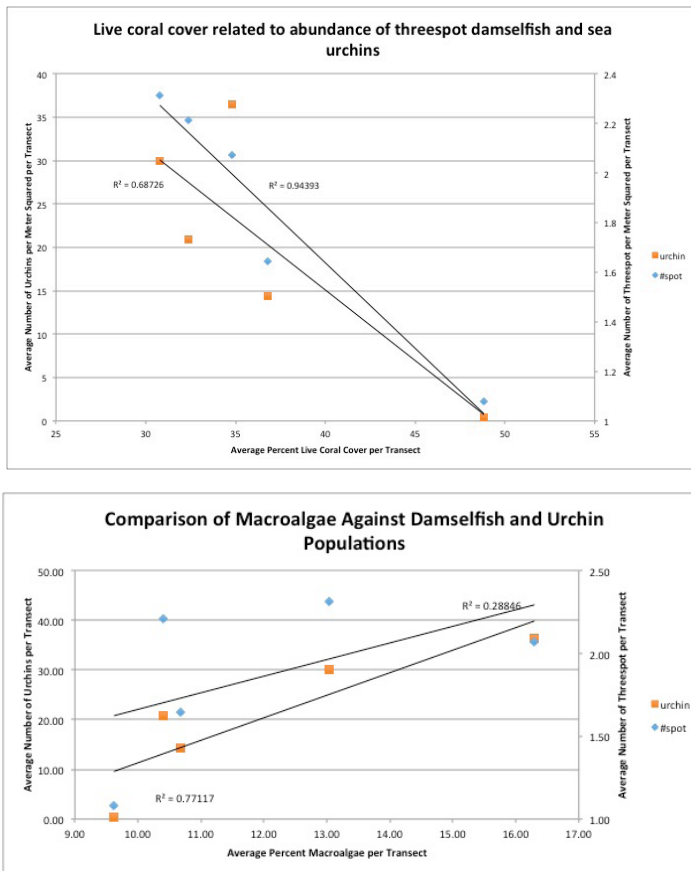 Live coral cover related to abundance of threespot damselfish and sea
urchins
Average Number of Urchins per Meter Squared per Transect
40
35
30
25
20
15
10
5
0
R² = 0.68726
R² = 0.94393
2.4
2.2
2
1.8
1.6
1.4
1.2
1
Average Number of Threespot per Meter Squared per Transect
urchin
#spot
25 30 35 40 45 50 55
Average Percent Live Coral Cover per Transect
Comparison of Macroalgae Against Damselfish and Urchin
Populations
Average Number of Urchins per Transect
50.00
40.00
30.00
20.00
10.00
0.00
R² = 0.28846
R² = 0.77117
2.50
2.00
1.50
1.00
Average Number of Threespot per Transect
urchin
#spot
9.00 10.00 11.00 12.00 13.00 14.00 15.00 16.00 17.00
Average Percent Macroalgae per Transect